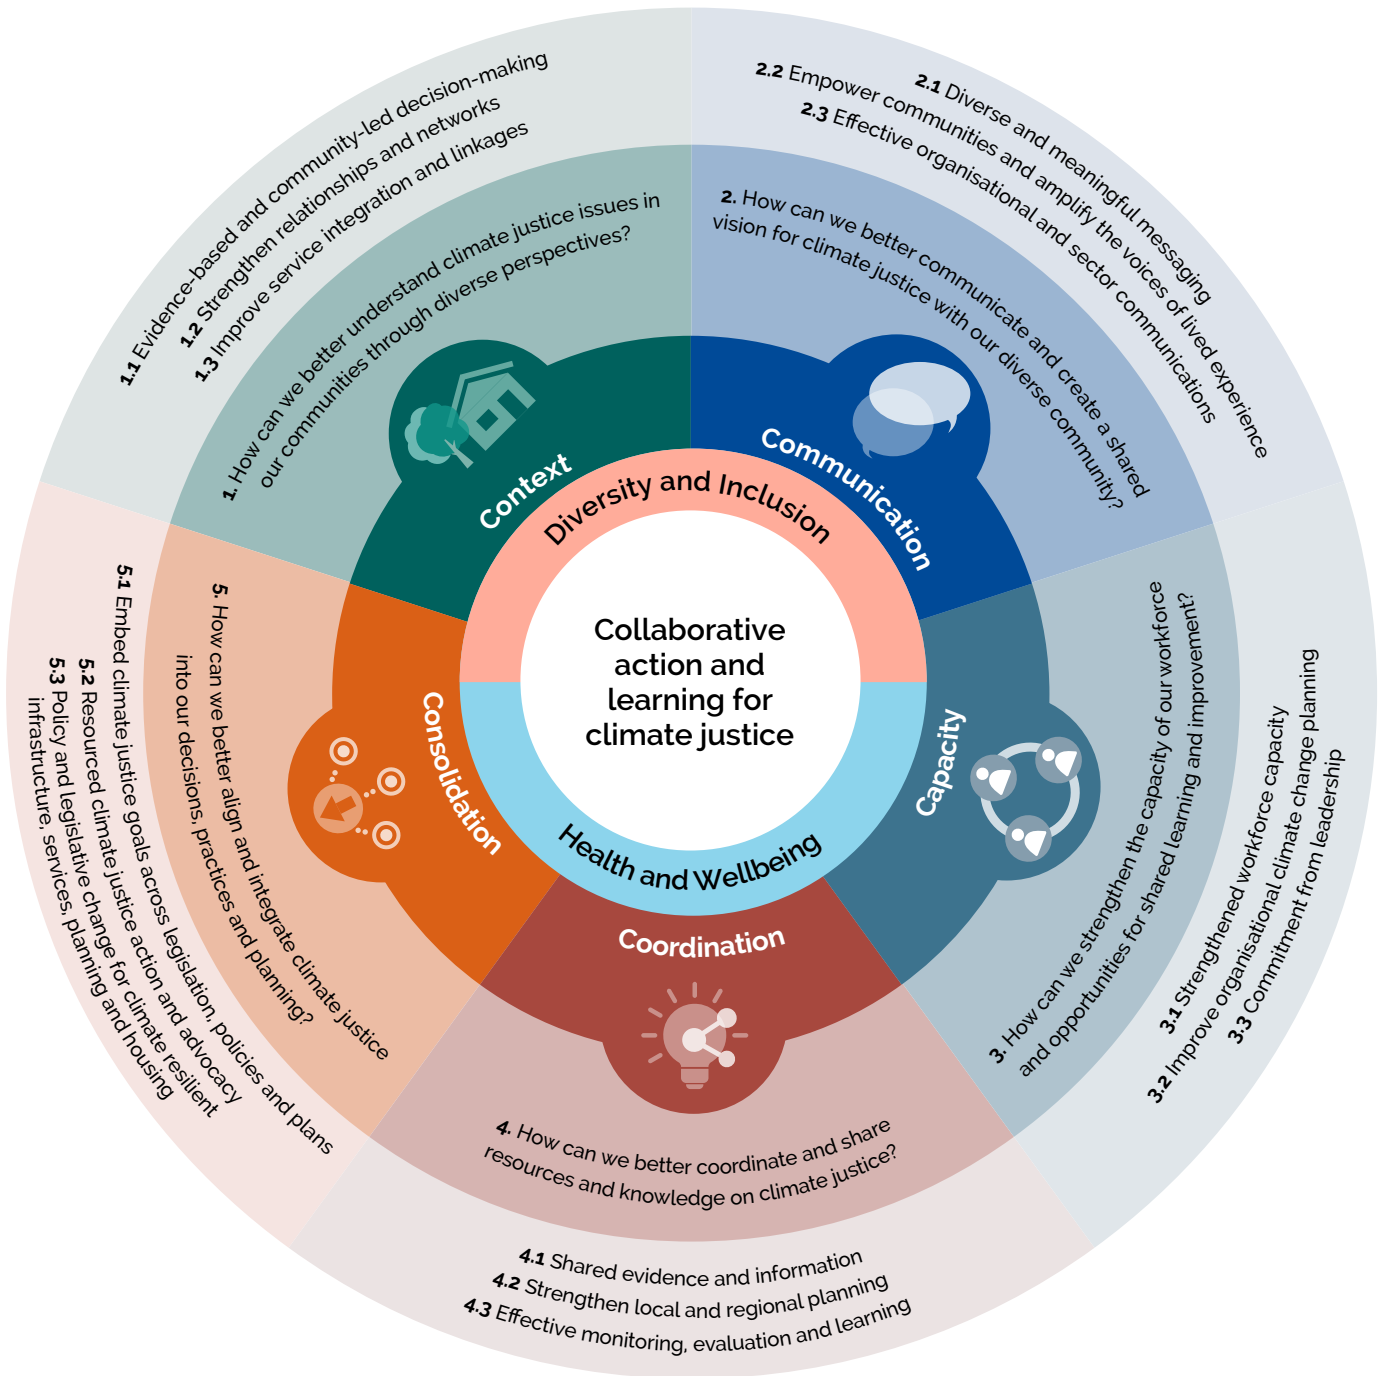 Collaborative
action and
learning for
climate justice
Diversity and Inclusion
Health and Wellbeing
Context
1. How can we better understand climate justice issues in
our communities through diverse perspectives?
1.1 Evidence-based and community-led decision-making
1.2 Strengthen relationships and networks
1.3 Improve service integration and linkages
Communication
2. How can we better communicate and create a shared
vision for climate justice with our diverse community?
2.1 Diverse and meaningful messaging
2.2 Empower communities and amplify the voices of lived experience
2.3 Effective organisational and sector communications
Capacity
3. How can we strengthen the capacity of our workforce
and opportunities for shared learning and improvement?
3.1 Strengthened workforce capacity
3.2 Improve organisational climate change planning
3.3 Commitment from leadership
Coordination
4. How can we better coordinate and share
resources and knowledge on climate justice?
4.1 Shared evidence and information
4.2 Strengthen local and regional planning
4.3 Effective monitoring, evaluation and learning
Consolidation
5. How can we better align and integrate climate justice
into our decisions, practices and planning?
5.1 Embed climate justice goals across legislation, policies and plans
5.2 Resourced climate justice action and advocacy
5.3 Policy and legislative change for climate resilient
infrastructure, services, planning and housing